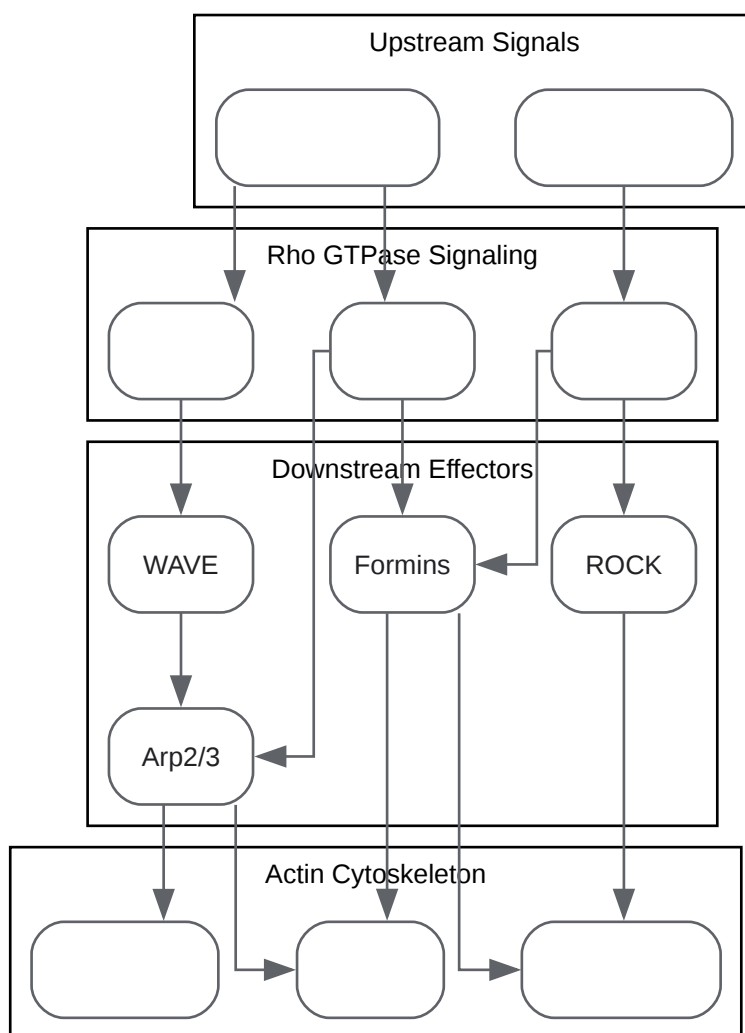 Upstream Signals
Rho GTPase Signaling
Downstream Effectors
WAVE
Formins
ROCK
Arp2/3
Actin Cytoskeleton